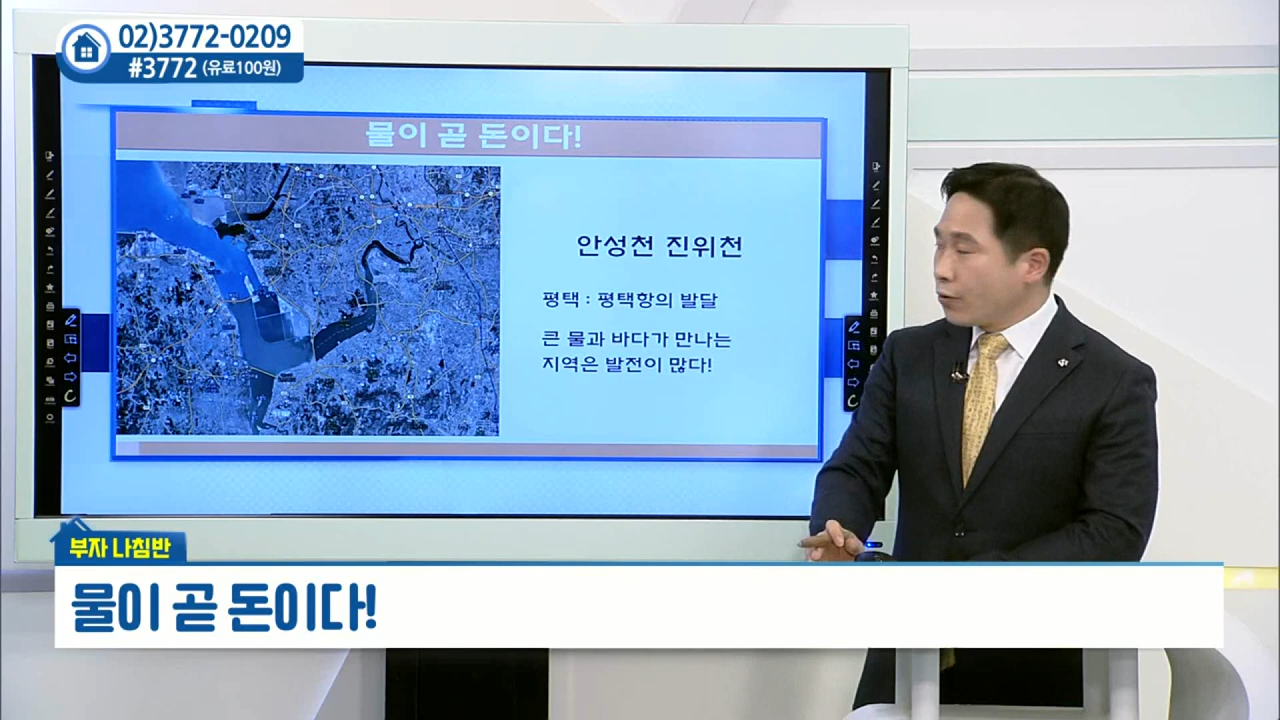 02)3772-0209
#3772 (유료100원)
물이 곧 돈이다!
안성천 진위천
평택 : 평택항의 발달
큰 물과 바다가 만나는
지역은 발전이 많다!
부자 나침반
물이 곧 돈이다!